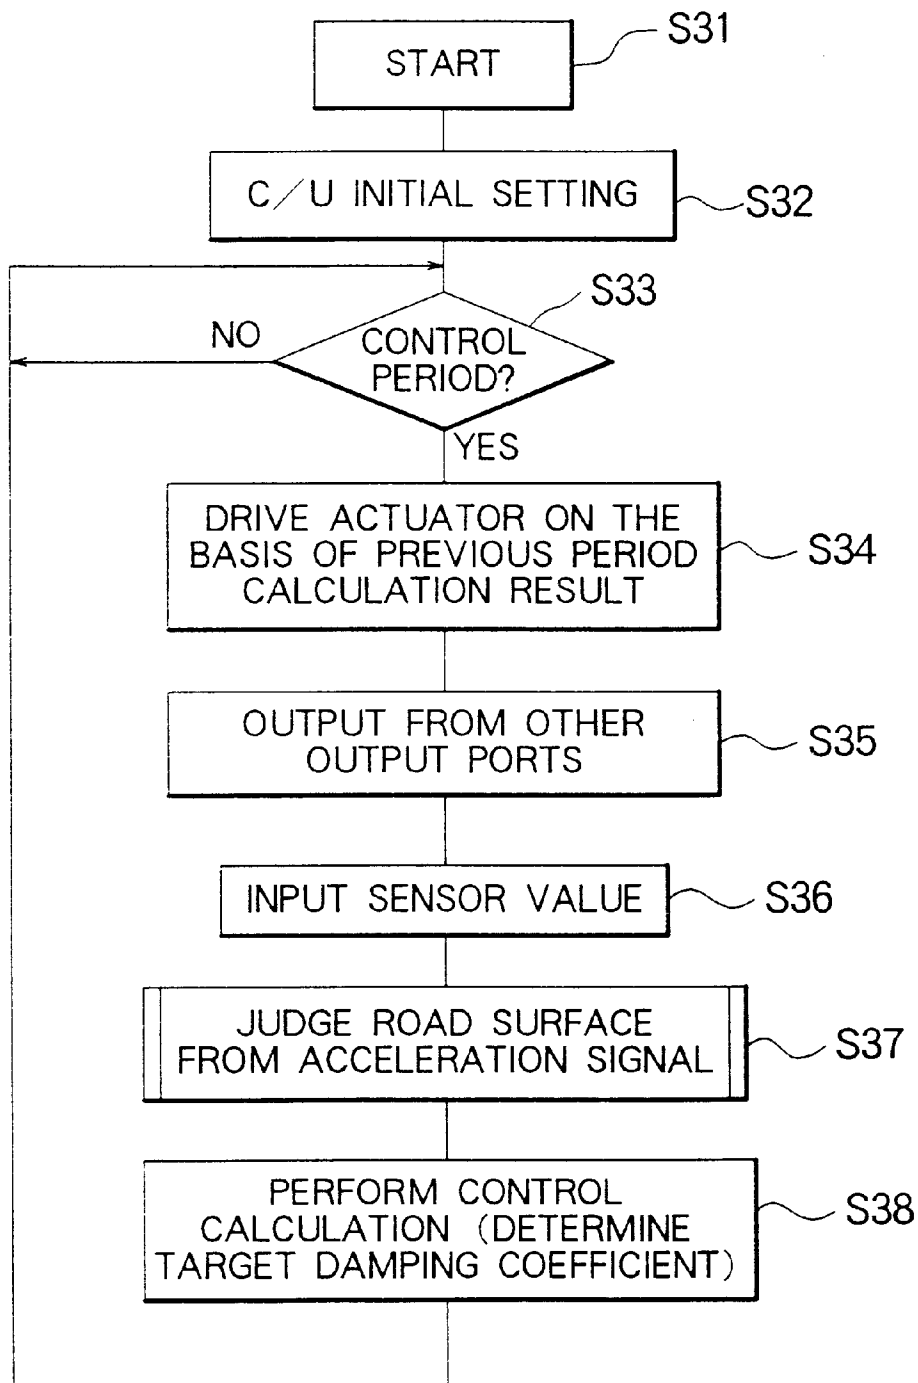 START
S31
C/U INITIAL SETTING
S32
S33
NO
CONTROL
PERIOD?
YES
DRIVE ACTUATOR ON THE
BASIS OF PREVIOUS PERIOD
CALCULATION RESULT
S34
OUTPUT FROM OTHER
OUTPUT PORTS
S35
INPUT SENSOR VALUE
S36
JUDGE ROAD SURFACE
FROM ACCELERATION SIGNAL
S37
PERFORM CONTROL
CALCULATION (DETERMINE
TARGET DAMPING COEFFICIENT)
S38